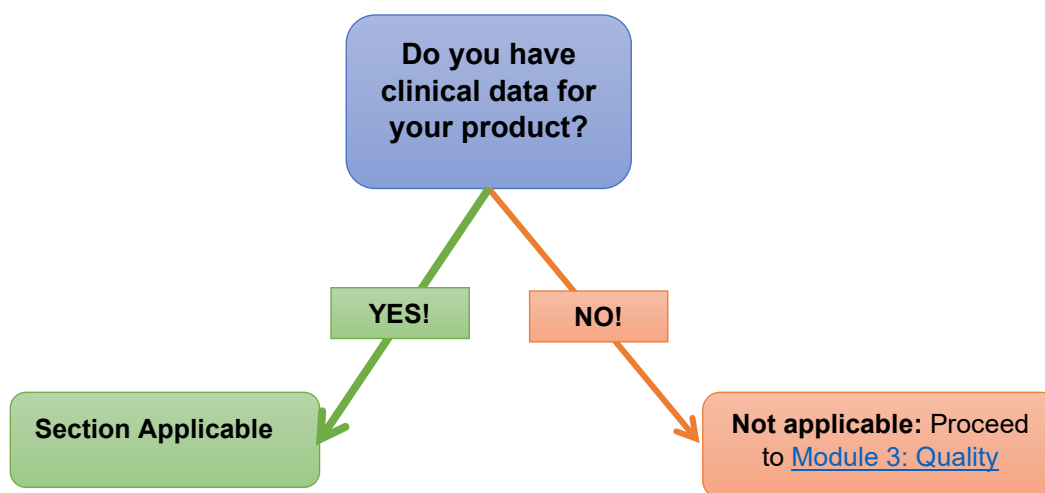 Do you have
clinical data for
your product?
YES!
NO!
Section Applicable
Not applicable: Proceed
to Module 3: Quality